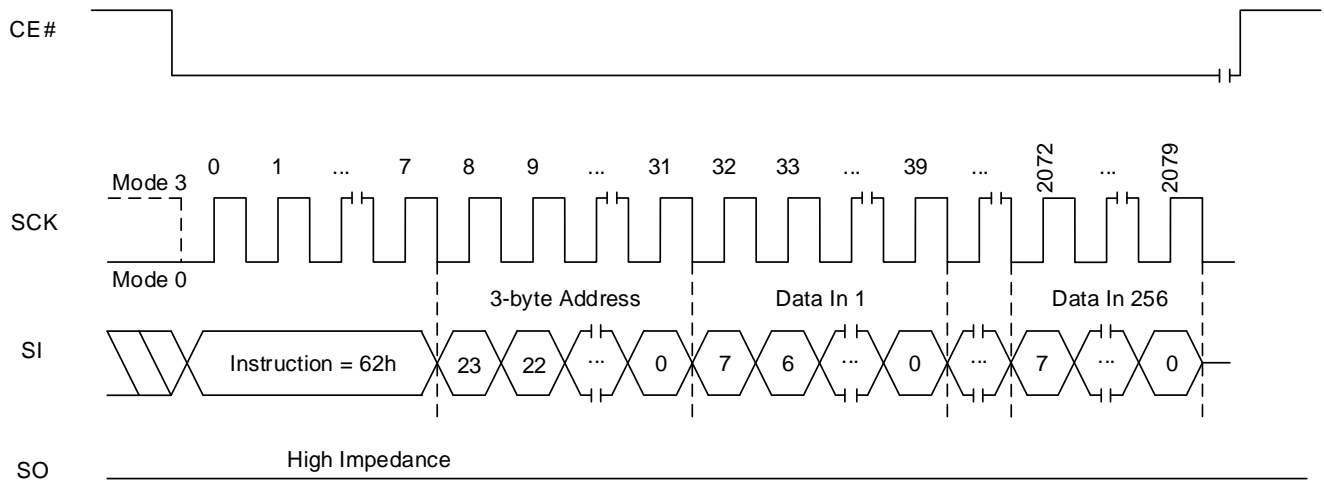 CE#
0 1 ... 7 8 9 ... 31 32 33 ... 39 ... 2072 ... 2079
Mode 3
SCK
Mode 0
3-byte Address Data In 1 Data In 256
SI Instruction = 62h 23 22 ... 0 7 6 ... 0 ... 7 ... 0
High Impedance
SO